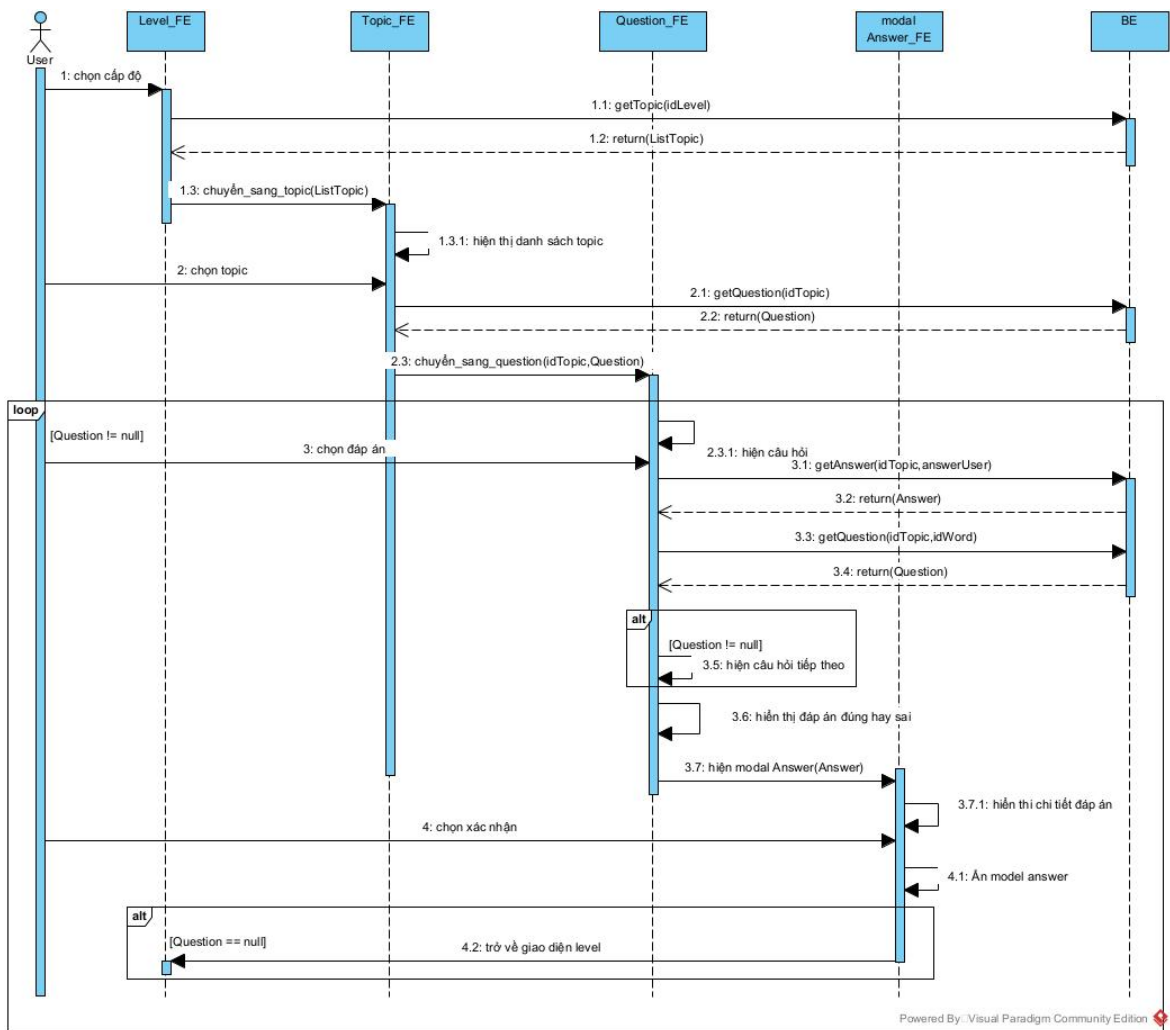 Level_FE
Topic_FE
Question_FE
modal
Answer_FE
BE
User
1: chọn cấp độ
1.1: getTopic(idLevel)
1.2: return(ListTopic)
1.3: chuyển_sang_topic(ListTopic)
1.3.1: hiện thị danh sách topic
2: chọn topic
2.1: getQuestion(idTopic)
2.2: return(Question)
2.3: chuyển_sang_question(idTopic,Question)
loop
[Question != null]
2.3.1: hiện câu hỏi
3: chọn đáp án
3.1: getAnswer(idTopic,answerUser)
3.2: return(Answer)
3.3: getQuestion(idTopic,idWord)
3.4: return(Question)
alt
[Question != null]
3.5: hiện câu hỏi tiếp theo
3.6: hiển thị đáp án đúng hay sai
3.7: hiện modal Answer(Answer)
3.7.1: hiển thi chi tiết đáp án
4: chọn xác nhận
4.1: Ẩn model answer
alt
[Question == null]
4.2: trở về giao diện level
Powered By Visual Paradigm Community Edition